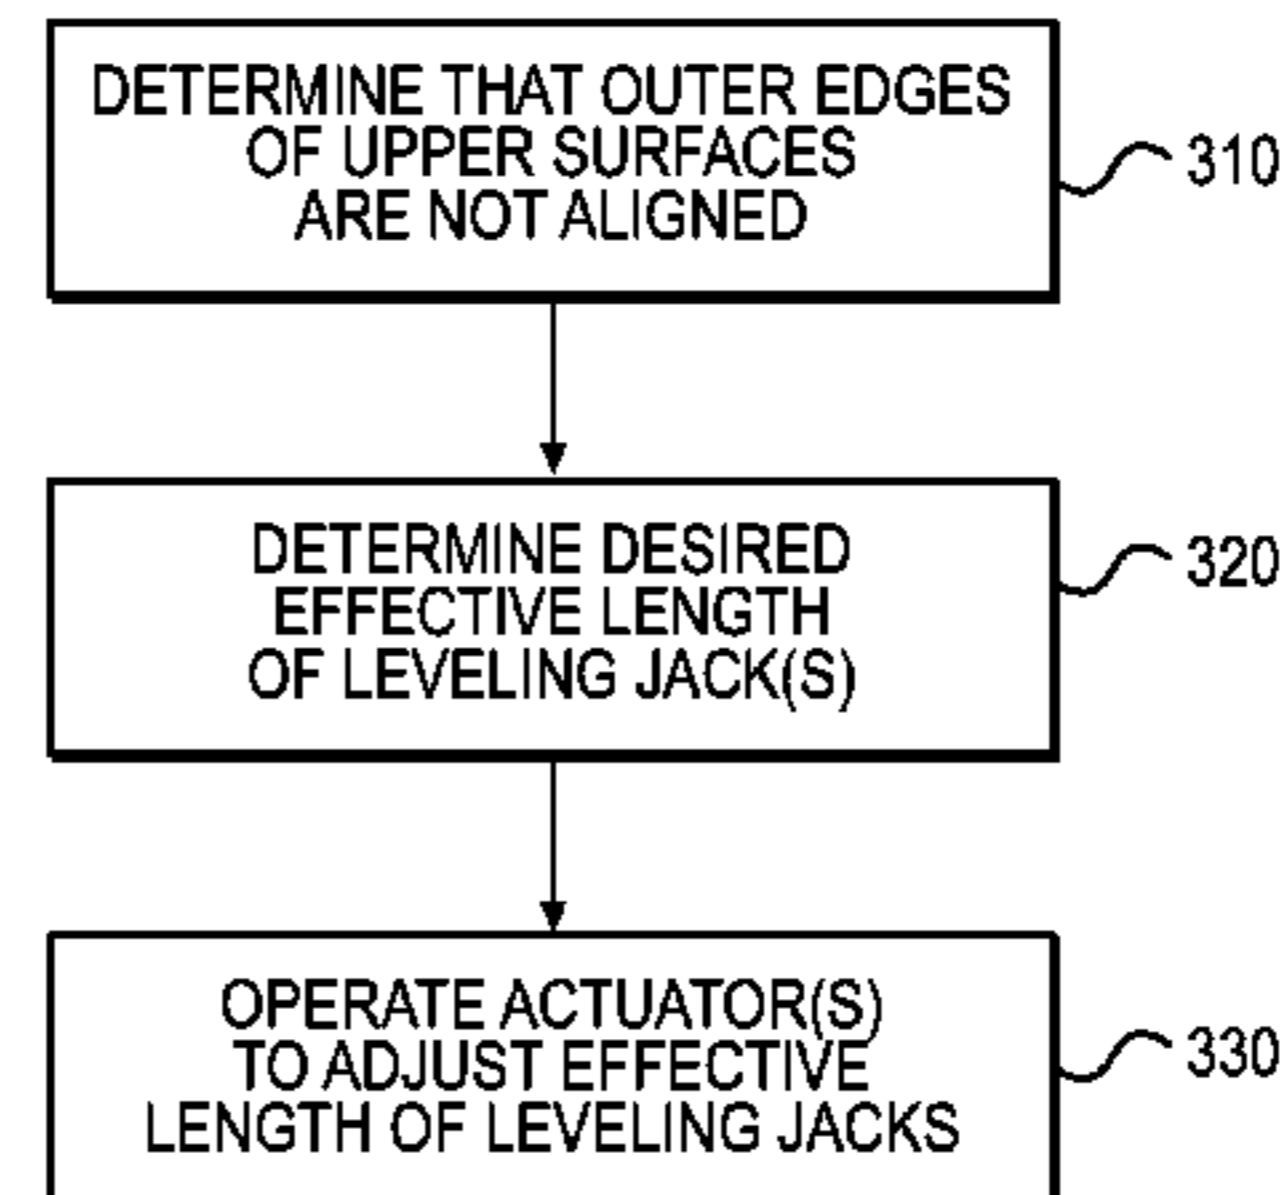 DETERMINE THAT OUTER EDGES
OF UPPER SURFACES
ARE NOT ALIGNED
310
DETERMINE DESIRED
EFFECTIVE LENGTH
OF LEVELING JACK(S)
320
OPERATE ACTUATOR(S)
TO ADJUST EFFECTIVE
LENGTH OF LEVELING JACKS
330